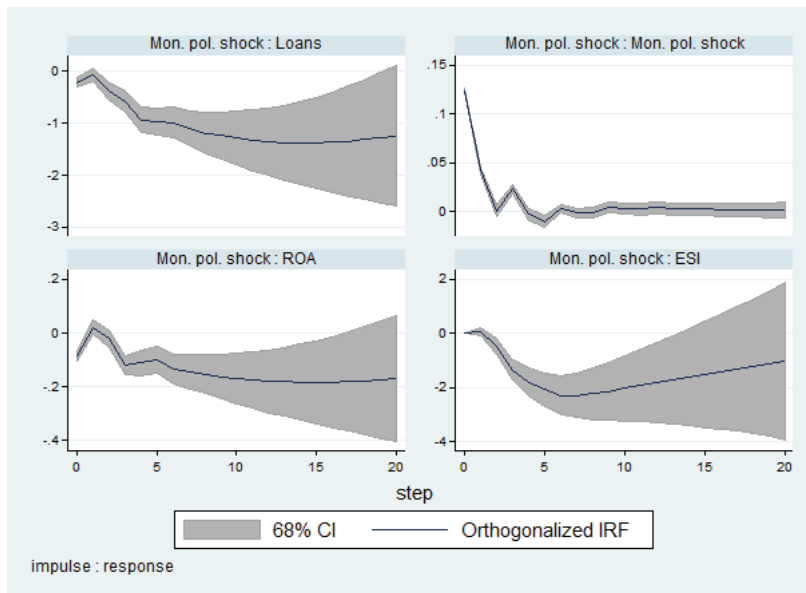 Mon. pol. shock : Loans
Mon. pol. shock : Mon. pol. shock
0
-1
-2
-3
.15
.1
.05
0
Mon. pol. shock : ROA
Mon. pol. shock : ESI
.2
0
-.2
-.4
2
0
-2
-4
0 5 10 15 20
0 5 10 15 20
step
68% CI Orthogonalized IRF
impulse : response